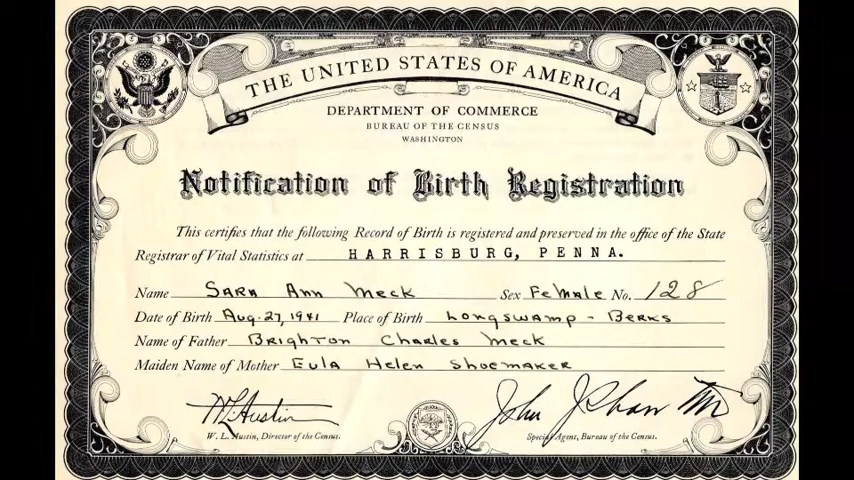 THE UNITED STATES OF AMERICA
DEPARTMENT OF COMMERCE
BUREAU OF THE CENSUS
WASHINGTON
Notification of Birth Registration
This certifies that the following Record of Birth is registered and preserved in the office of the State
Registrar of Vital Statistics at HARRISBURG, PENNA.
Name Sara Ann Meck Sex Female No. 128
Date of Birth Aug. 27, 1941 Place of Birth Longswamp - Berks
Name of Father Brighton Charles Meck
Maiden Name of Mother Eula Helen Shoemaker
W. L. Austin John
W. L. Austin, Director of the Census. Special Agent, Bureau of the Census.